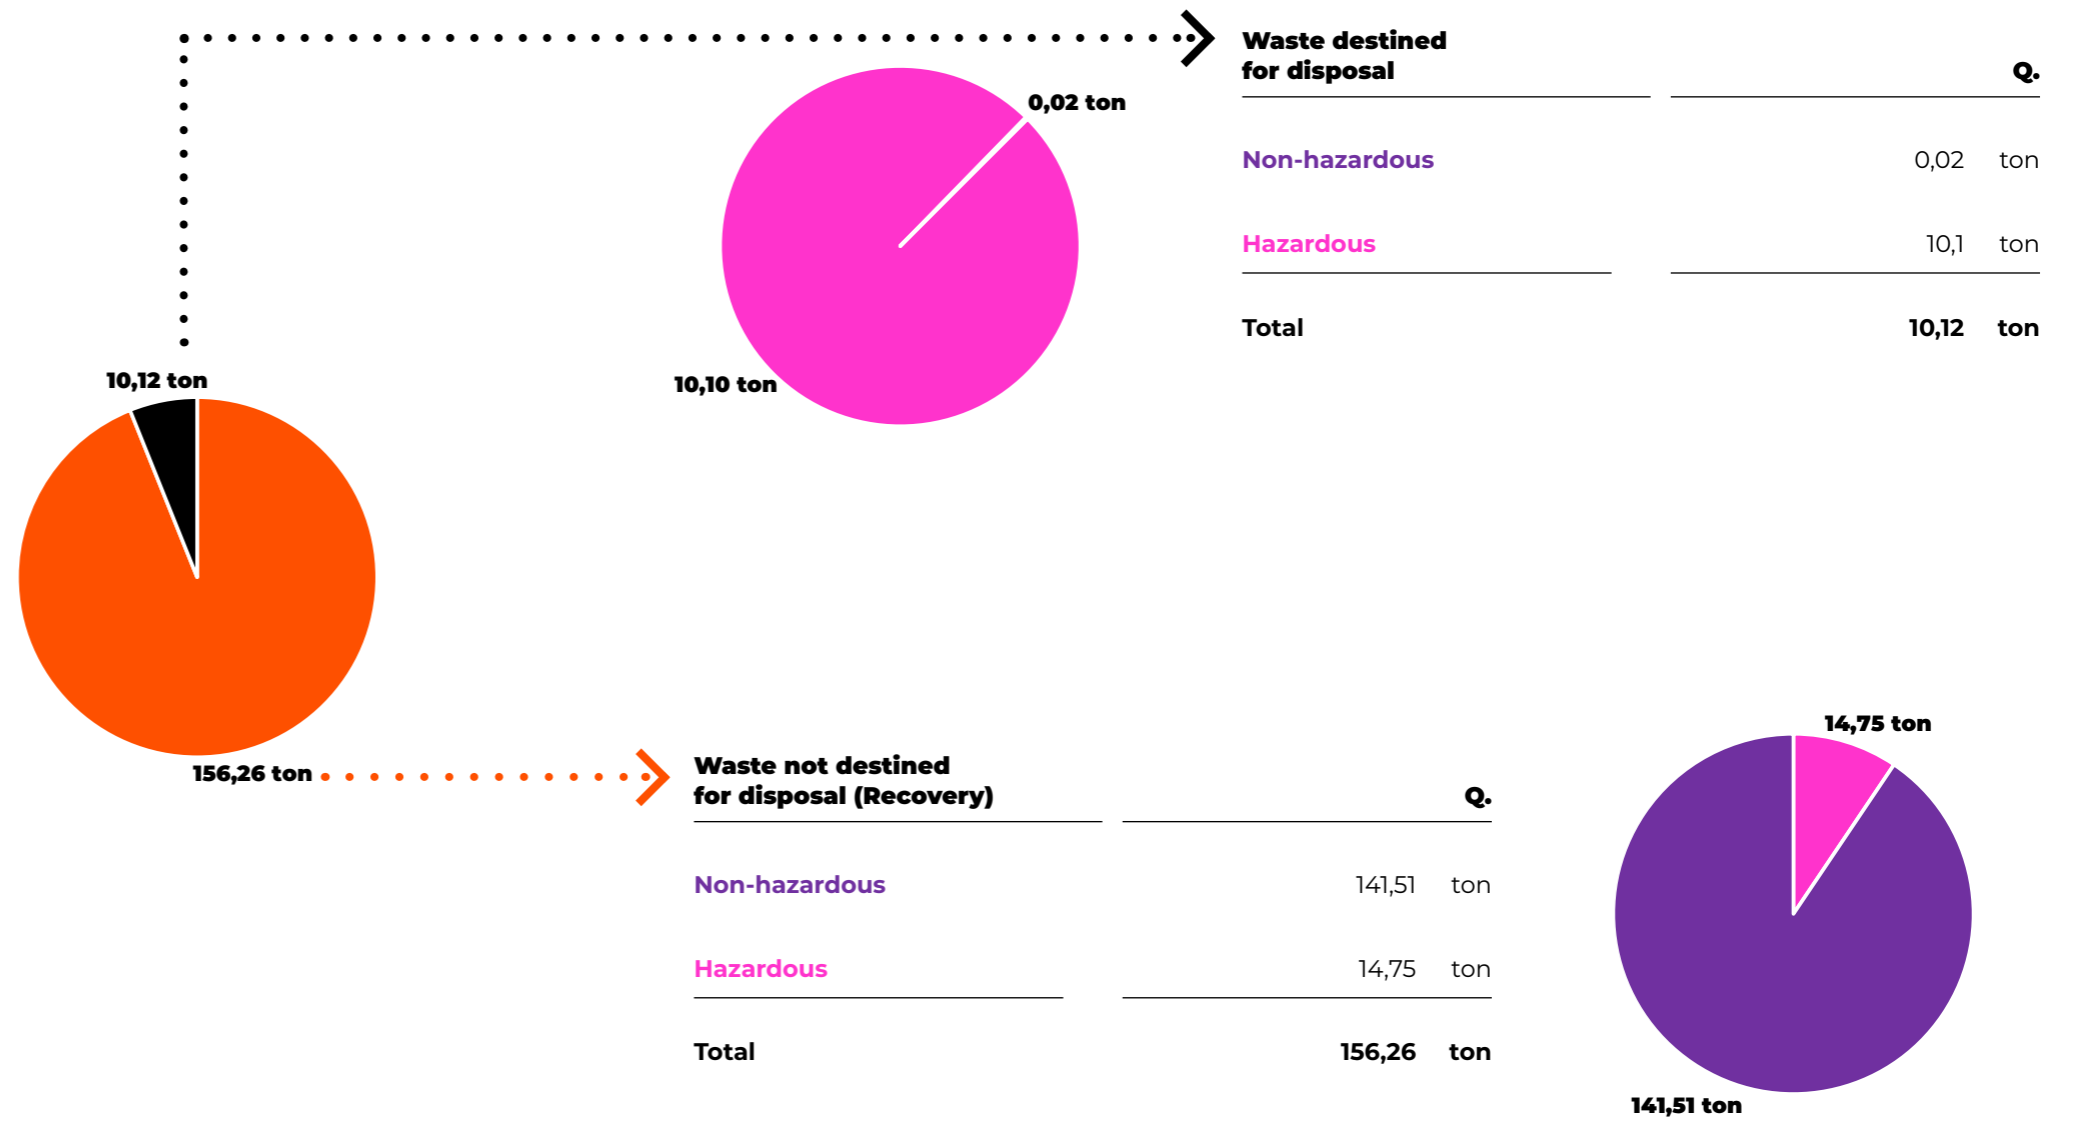 Waste destined
for disposal Q.
0,02 ton
Non-hazardous 0,02 ton
Hazardous 10,1 ton
Total 10,12 ton
10,12 ton
10,10 ton
156,26 ton
Waste not destined
for disposal (Recovery) Q.
Non-hazardous 141,51 ton
Hazardous 14,75 ton
Total 156,26 ton
14,75 ton
141,51 ton